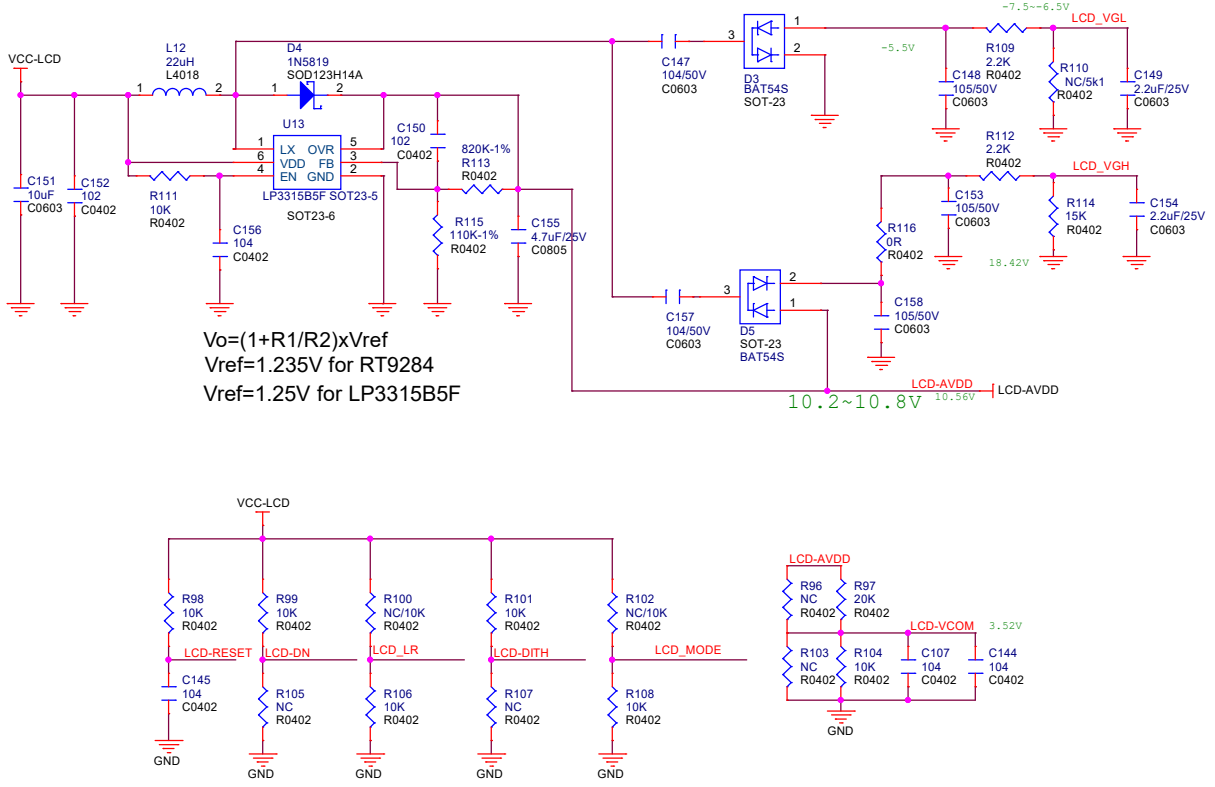 -7.5~-6.5V
LCD_VGL
VCC-LCD
L12
22uH
L4018
1
2
D4
1N5819
SOD123H14A
1
2
C147
104/50V
C0603
3
1
2
D3
BAT54S
SOT-23
-5.5V
C148
105/50V
C0603
R109
2.2K
R0402
R110
NC/5k1
R0402
C149
2.2uF/25V
C0603
U13
1
6
4
LX OVR
VDD FB
EN GND
5
3
2
LP3315B5F SOT23-5
SOT23-6
C150
102
C0402
820K-1%
R113
R0402
R112
2.2K
R0402
LCD_VGH
C151
10uF
C0603
C152
102
C0402
R111
10K
R0402
C156
104
C0402
R115
110K-1%
R0402
C155
4.7uF/25V
C0805
R116
0R
R0402
C153
105/50V
C0603
R114
15K
R0402
C154
2.2uF/25V
C0603
18.42V
C157
104/50V
C0603
3
2
1
D5
SOT-23
BAT54S
C158
105/50V
C0603
Vo=(1+R1/R2)xVref
Vref=1.235V for RT9284
Vref=1.25V for LP3315B5F
LCD-AVDD
LCD-AVDD
10.2~10.8V
10.56V
VCC-LCD
R98
10K
R0402
R99
10K
R0402
R100
NC/10K
R0402
R101
10K
R0402
R102
NC/10K
R0402
LCD-RESET
LCD-DN
LCD_LR
LCD-DITH
LCD_MODE
C145
104
C0402
R105
NC
R0402
R106
10K
R0402
R107
NC
R0402
R108
10K
R0402
GND
GND
GND
GND
GND
LCD-AVDD
R96
NC
R0402
R97
20K
R0402
LCD-VCOM
3.52V
R103
NC
R0402
R104
10K
R0402
C107
104
C0402
C144
104
C0402
GND